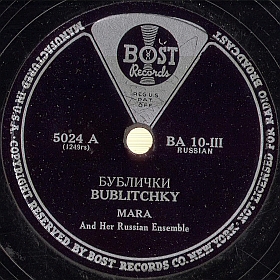 BOST
Records
REG. U.S.
PAT.
OFF.
5024 A
(1249rs)
BA 10-III
RUSSIAN
БУБЛИЧКИ
BUBLITCHKY
MARA
And Her Russian Ensemble
MANUFACTURED IN U.S.A. - COPYRIGHT RESERVED BY BOST RECORDS CO. NEW YORK. NOT LICENSED FOR RADIO BROADCAST.